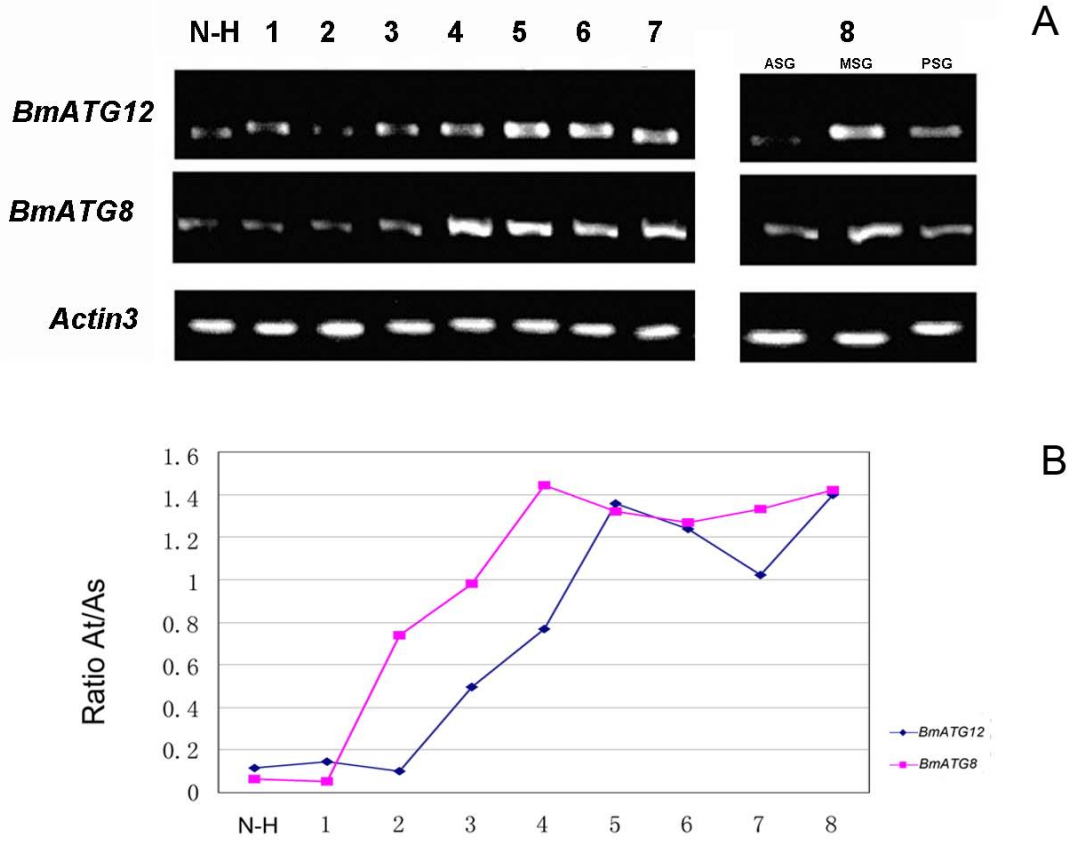 A
N-H 1 2 3 4 5 6 7 8
ASG MSG PSG
BmATG12
BmATG8
Actin3
B
1.6
1.4
1.2
1
0.8
0.6
0.4
0.2
0
Ratio At/As
N-H 1 2 3 4 5 6 7 8
BmATG12
BmATG8